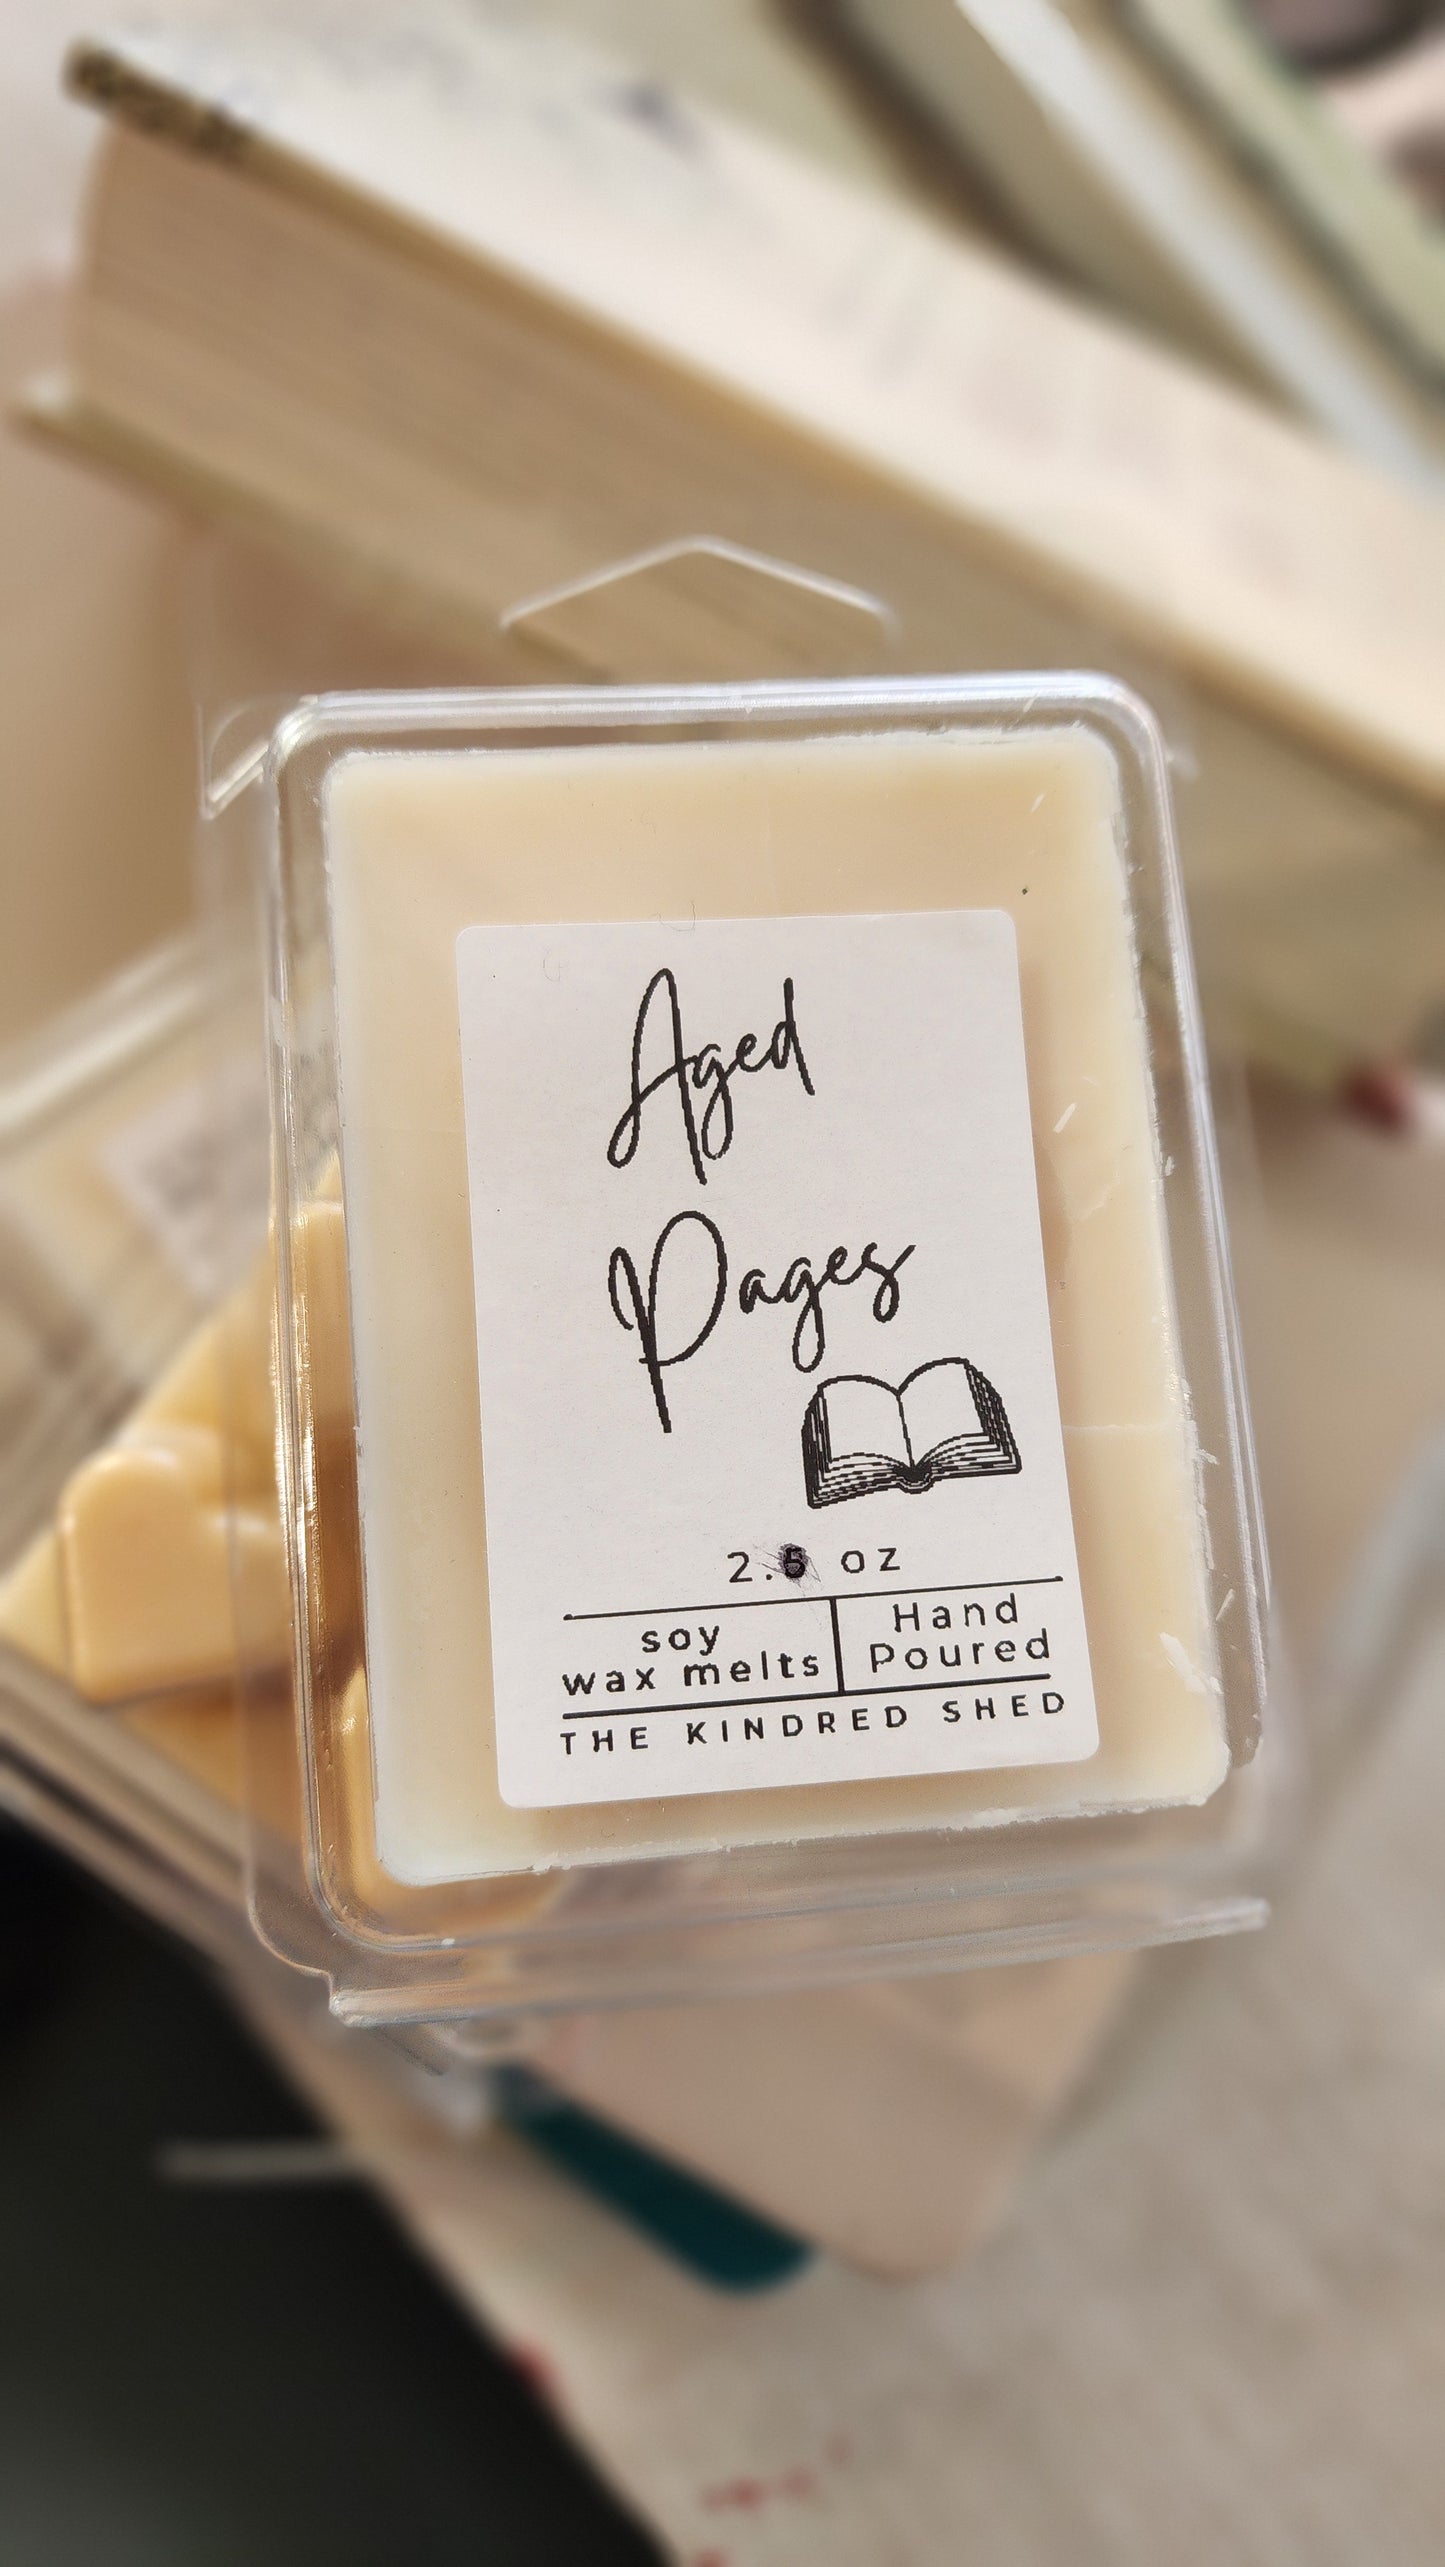 Aged
Pages
2.5 oz
soy
wax melts
Hand
Poured
THE KINDRED SHED